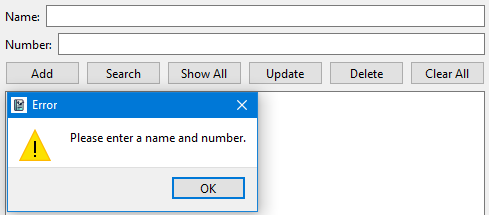 Name:
Number:
Add Search Show All Update Delete Clear All
Error
Please enter a name and number.
OK